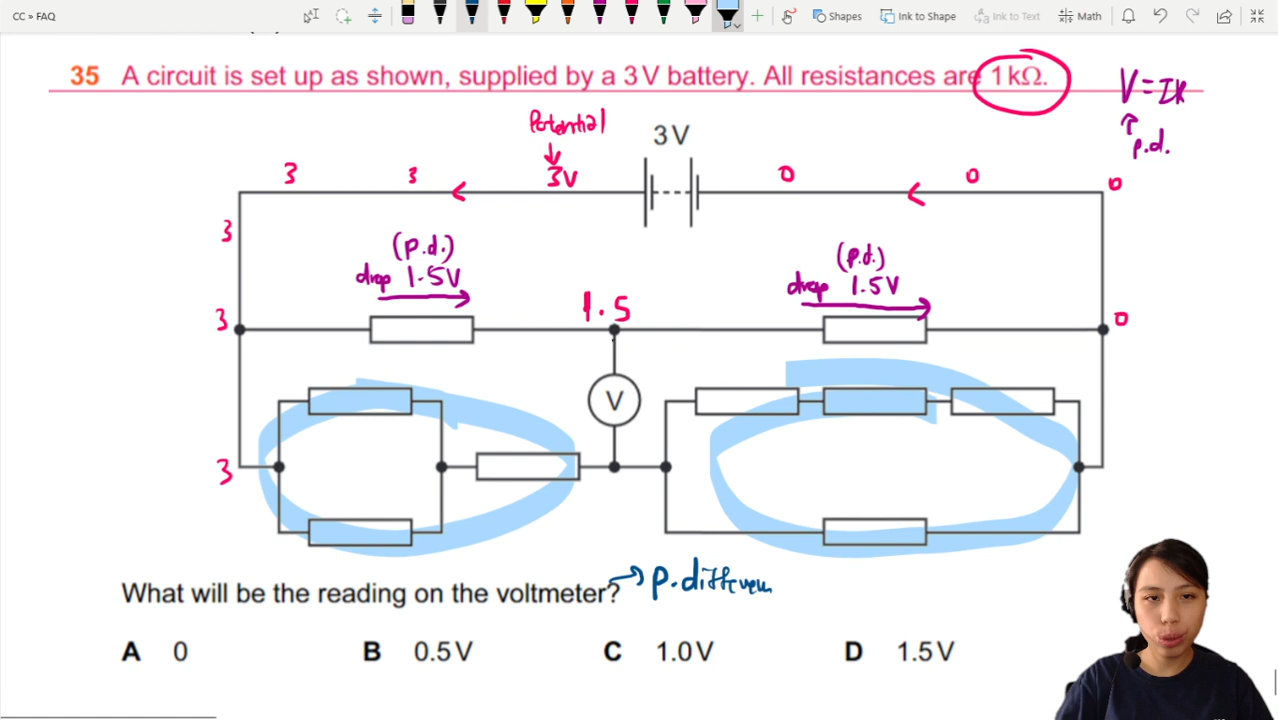 CC » FAQ
Shapes Ink to Shape Ink to Text Math
35 A circuit is set up as shown, supplied by a 3 V battery. All resistances are 1 kΩ.
V = IR
p.d.
Potential
3 V
3 3 3V 0 0 0
3
(p.d.) (p.d.)
drop 1.5V drop 1.5V
3 1.5 0
V
3
What will be the reading on the voltmeter?
A 0 B 0.5 V C 1.0 V D 1.5 V